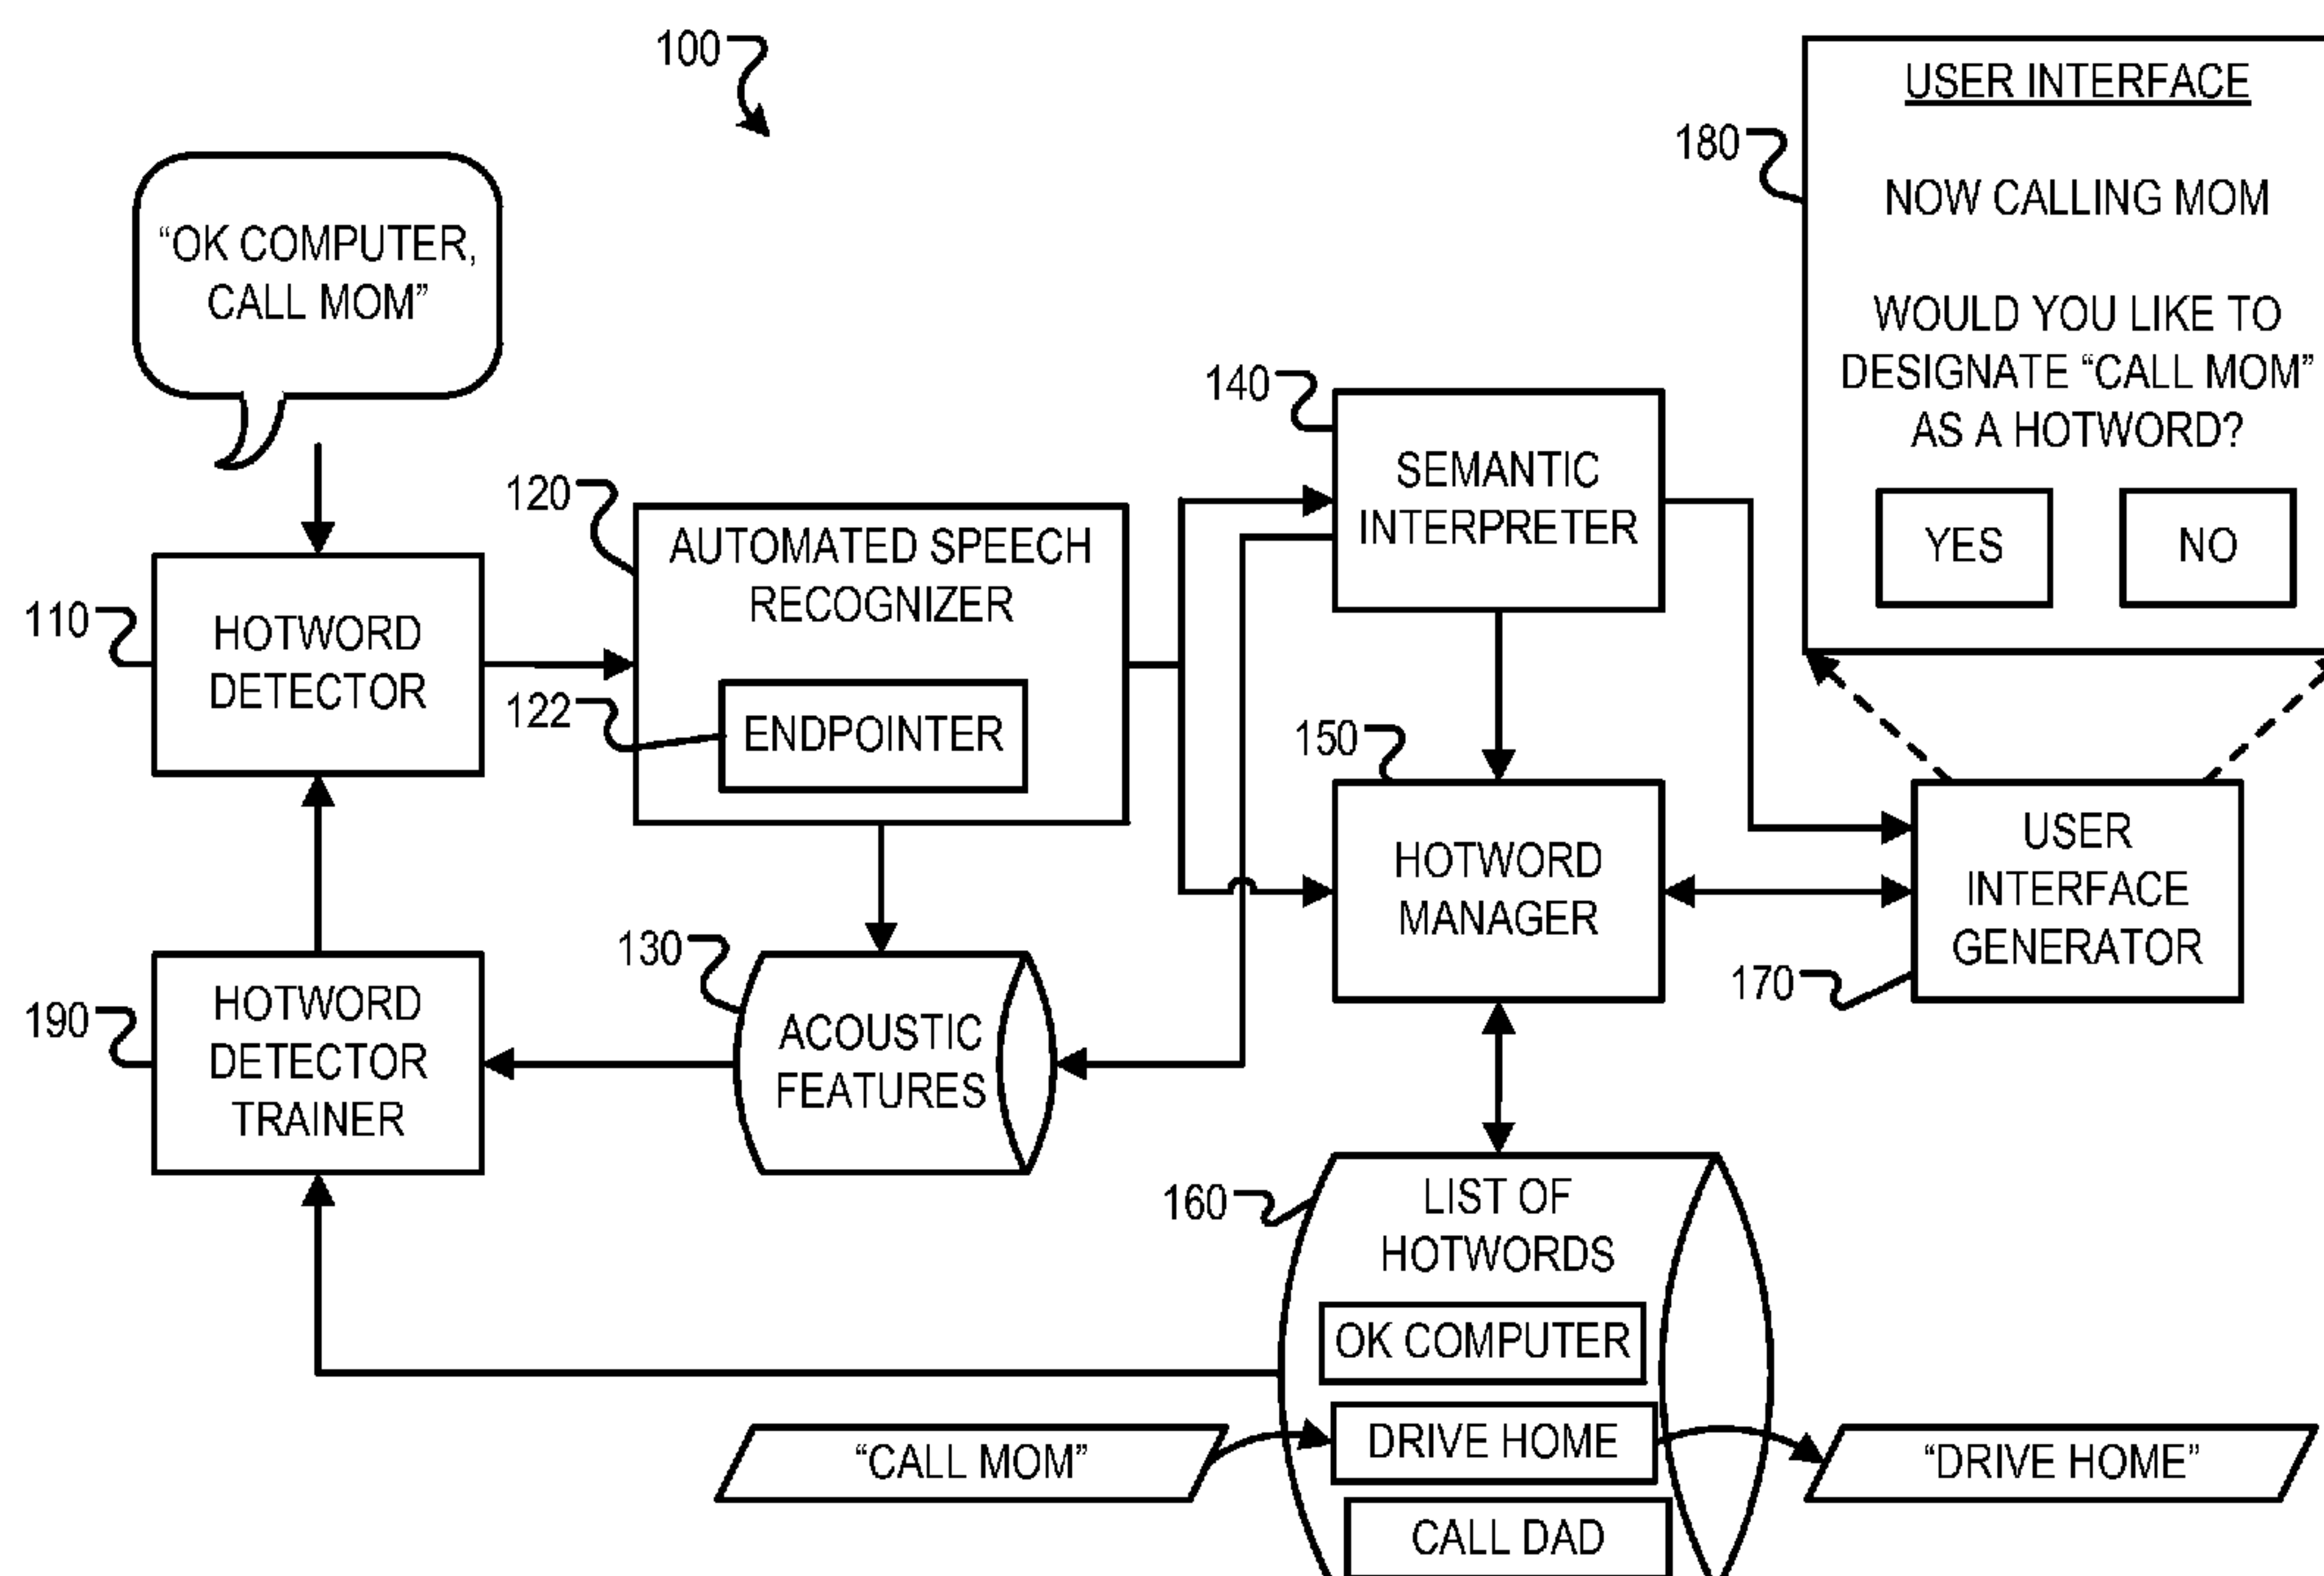 100
USER INTERFACE
180
NOW CALLING MOM
WOULD YOU LIKE TO
DESIGNATE “CALL MOM”
AS A HOTWORD?
YES
NO
“OK COMPUTER,
CALL MOM”
140
SEMANTIC
INTERPRETER
120
AUTOMATED SPEECH
RECOGNIZER
122
ENDPOINTER
110
HOTWORD
DETECTOR
150
HOTWORD
MANAGER
USER
INTERFACE
GENERATOR
170
130
ACOUSTIC
FEATURES
190
HOTWORD
DETECTOR
TRAINER
160
LIST OF
HOTWORDS
OK COMPUTER
“CALL MOM”
DRIVE HOME
“DRIVE HOME”
CALL DAD